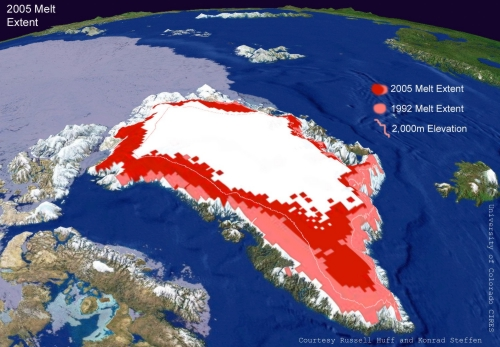 2005 Melt
Extent
2005 Melt Extent
1992 Melt Extent
2,000m Elevation
University of Colorado CIRES
Courtesy Russell Huff and Konrad Steffen